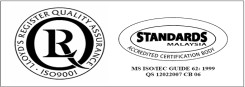 LLOYD'S REGISTER QUALITY ASSURANCE
R
ISO9001
STANDARDS
MALAYSIA
ACCREDITED CERTIFICATION BODY
MS ISO/IEC GUIDE 62: 1999
QS 12022007 CB 06